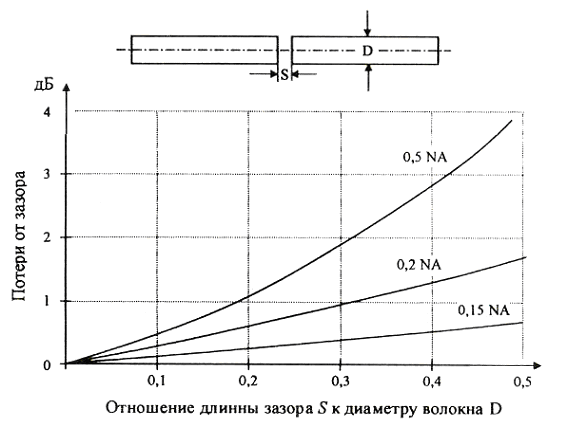 D
S
дБ
4
0,5 NA
3
2
0,2 NA
1
0,15 NA
0
0,1
0,2
0,3
0,4
0,5
Потери от зазора
Отношение длинны зазора S к диаметру волокна D